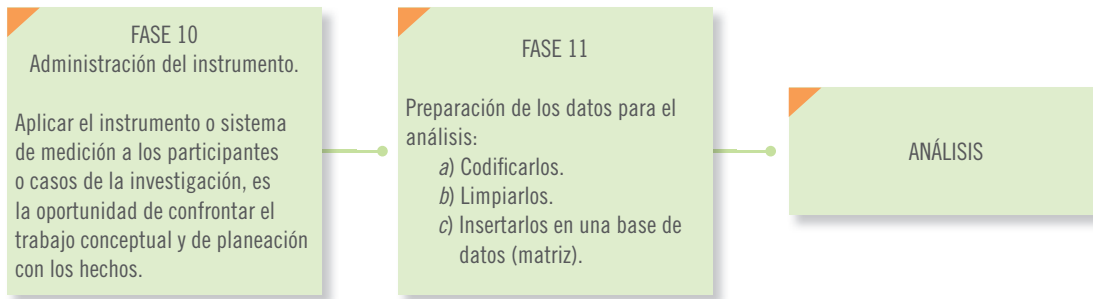 FASE 10
Administración del instrumento.
Aplicar el instrumento o sistema
de medición a los participantes
o casos de la investigación, es
la oportunidad de confrontar el
trabajo conceptual y de planeación
con los hechos.
FASE 11
Preparación de los datos para el
análisis:
a) Codificarlos.
b) Limpiarlos.
c) Insertarlos en una base de
datos (matriz).
ANÁLISIS